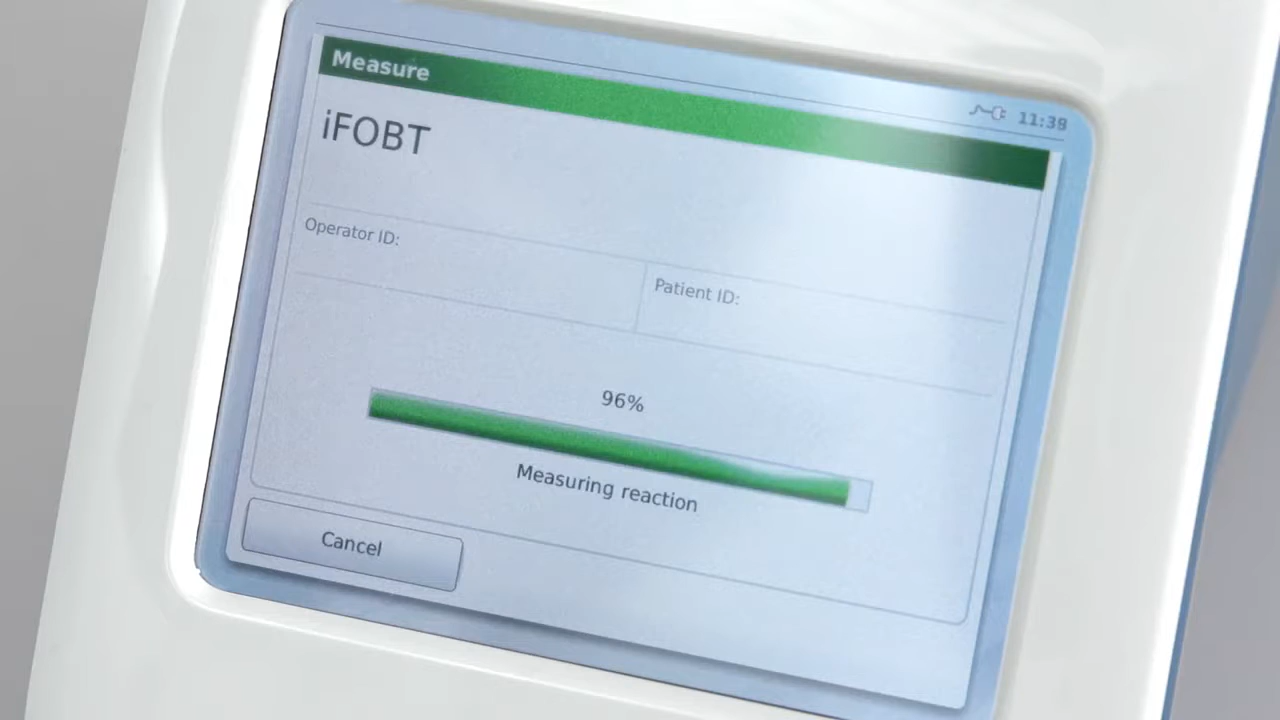 11:39
Measure
iFOBT
Operator ID:
Patient ID:
96%
Measuring reaction
Cancel